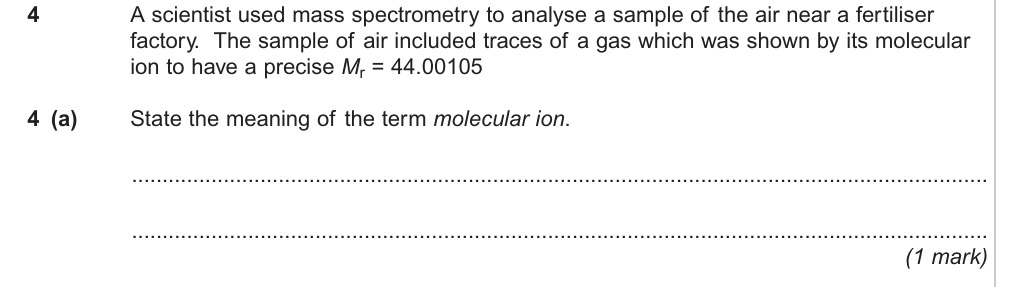 4 A scientist used mass spectrometry to analyse a sample of the air near a fertiliser
factory. The sample of air included traces of a gas which was shown by its molecular
ion to have a precise Mr = 44.00105
4 (a) State the meaning of the term molecular ion.
................................................................................
................................................................................
(1 mark)